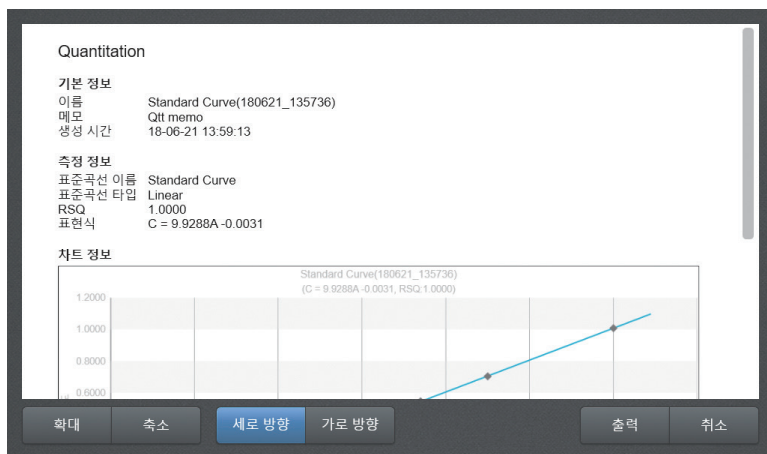 Quantitation
기본 정보
이름 Standard Curve(180621_135736)
메모 Qtt memo
생성 시간 18-06-21 13:59:13
측정 정보
표준곡선 이름 Standard Curve
표준곡선 타입 Linear
RSQ 1.0000
표현식 C = 9.9288A -0.0031
차트 정보
Standard Curve(180621_135736)
(C = 9.9288A -0.0031, RSQ:1.0000)
1.2000
1.0000
0.8000
0.6000
확대 축소 세로 방향 가로 방향 출력 취소